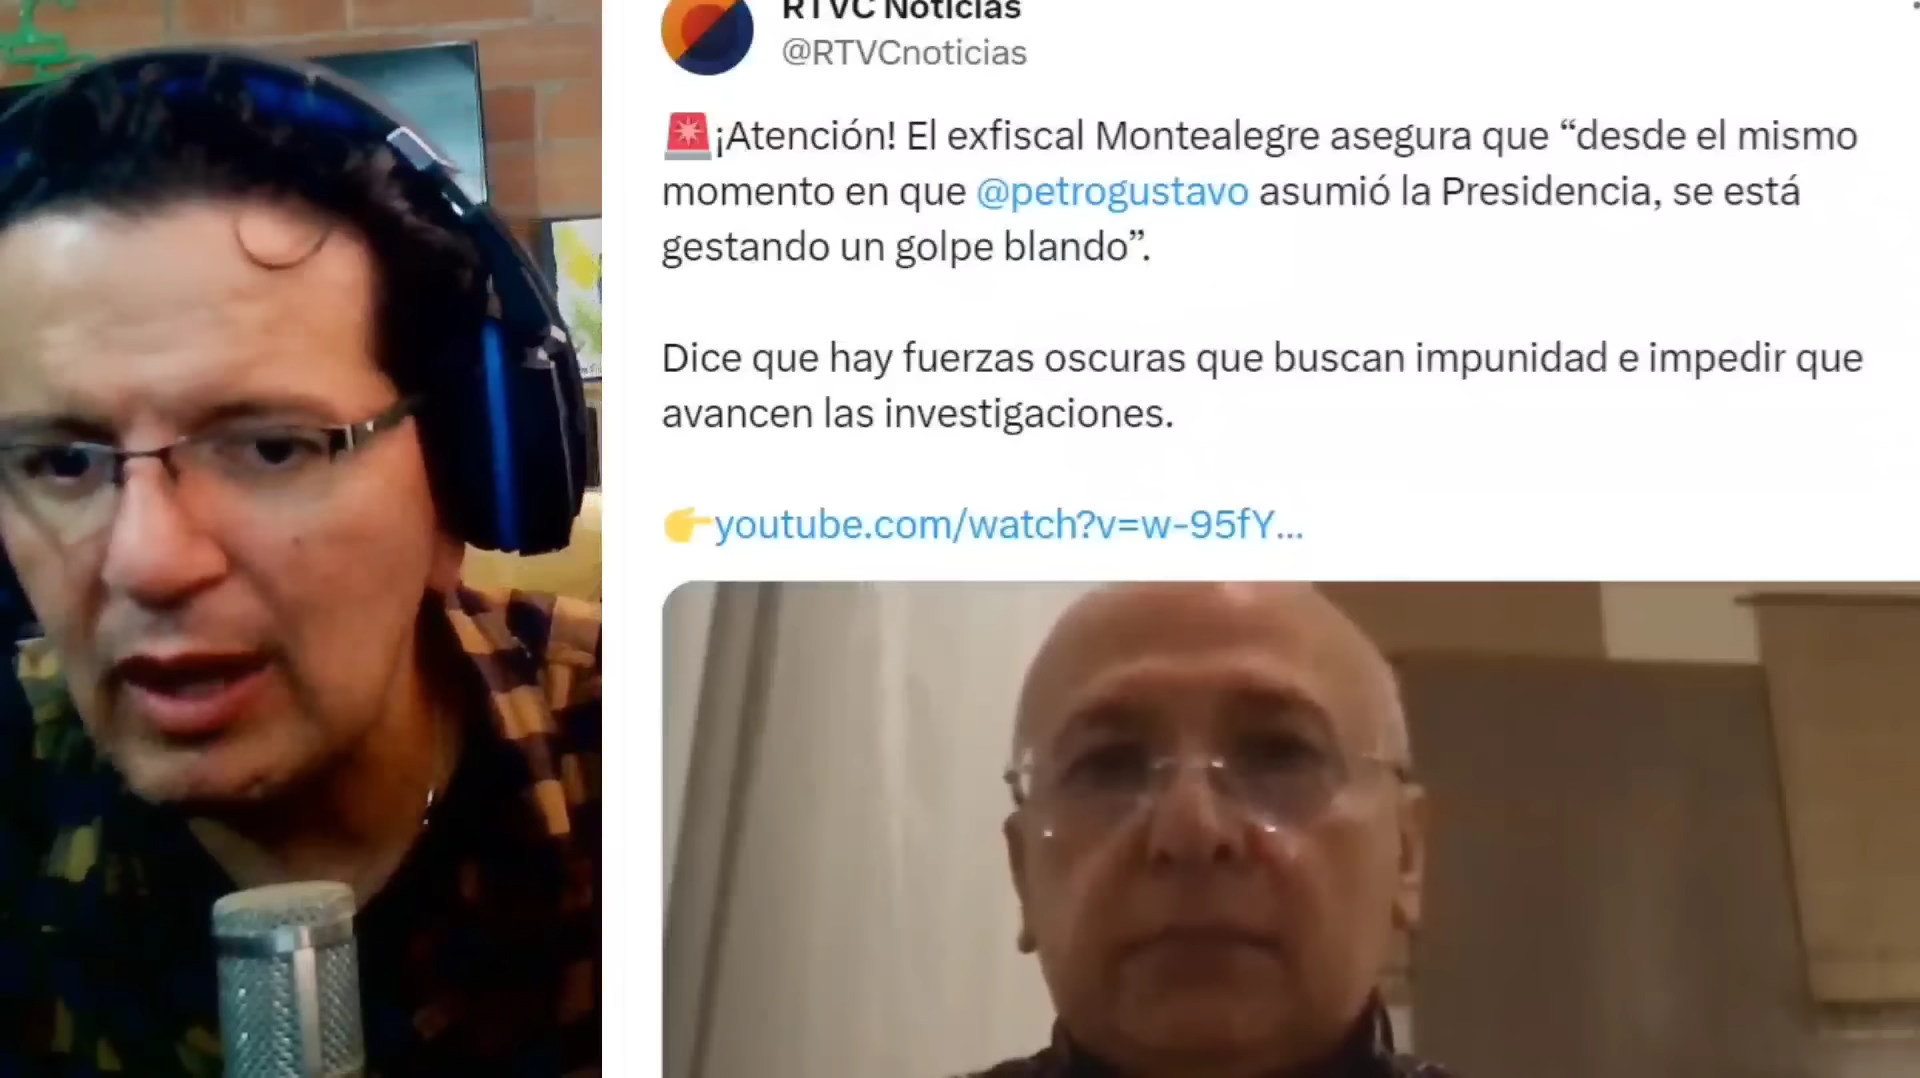 RTVC Noticias
@RTVCnoticias
🚨¡Atención! El exfiscal Montealegre asegura que “desde el mismo
momento en que @petrogustavo asumió la Presidencia, se está
gestando un golpe blando”.
Dice que hay fuerzas oscuras que buscan impunidad e impedir que
avancen las investigaciones.
👉youtube.com/watch?v=w-95fY...